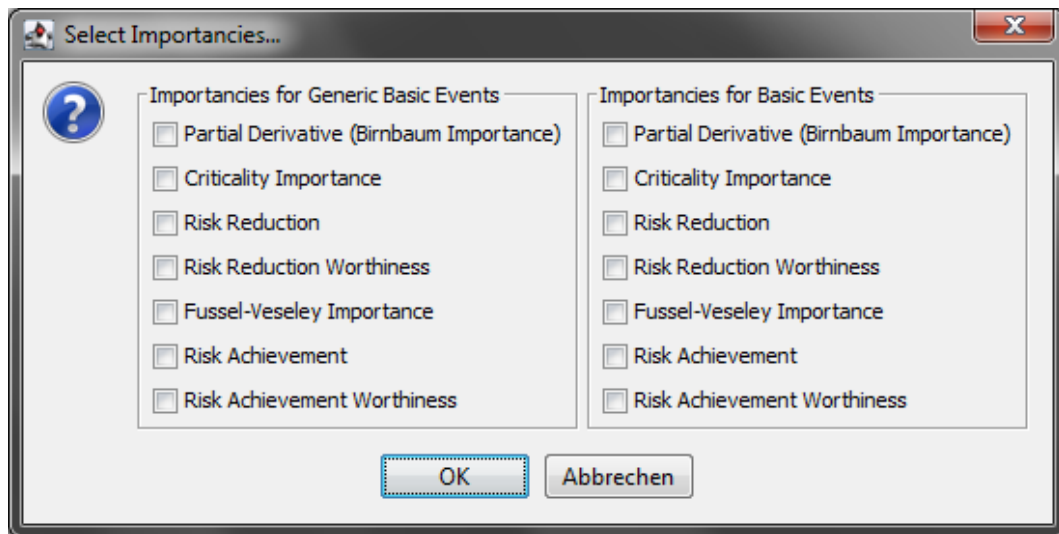 Select Importancies...
Importancies for Generic Basic Events
Partial Derivative (Birnbaum Importance)
Criticality Importance
Risk Reduction
Risk Reduction Worthiness
Fussel-Veseley Importance
Risk Achievement
Risk Achievement Worthiness
Importancies for Basic Events
Partial Derivative (Birnbaum Importance)
Criticality Importance
Risk Reduction
Risk Reduction Worthiness
Fussel-Veseley Importance
Risk Achievement
Risk Achievement Worthiness
OK
Abbrechen